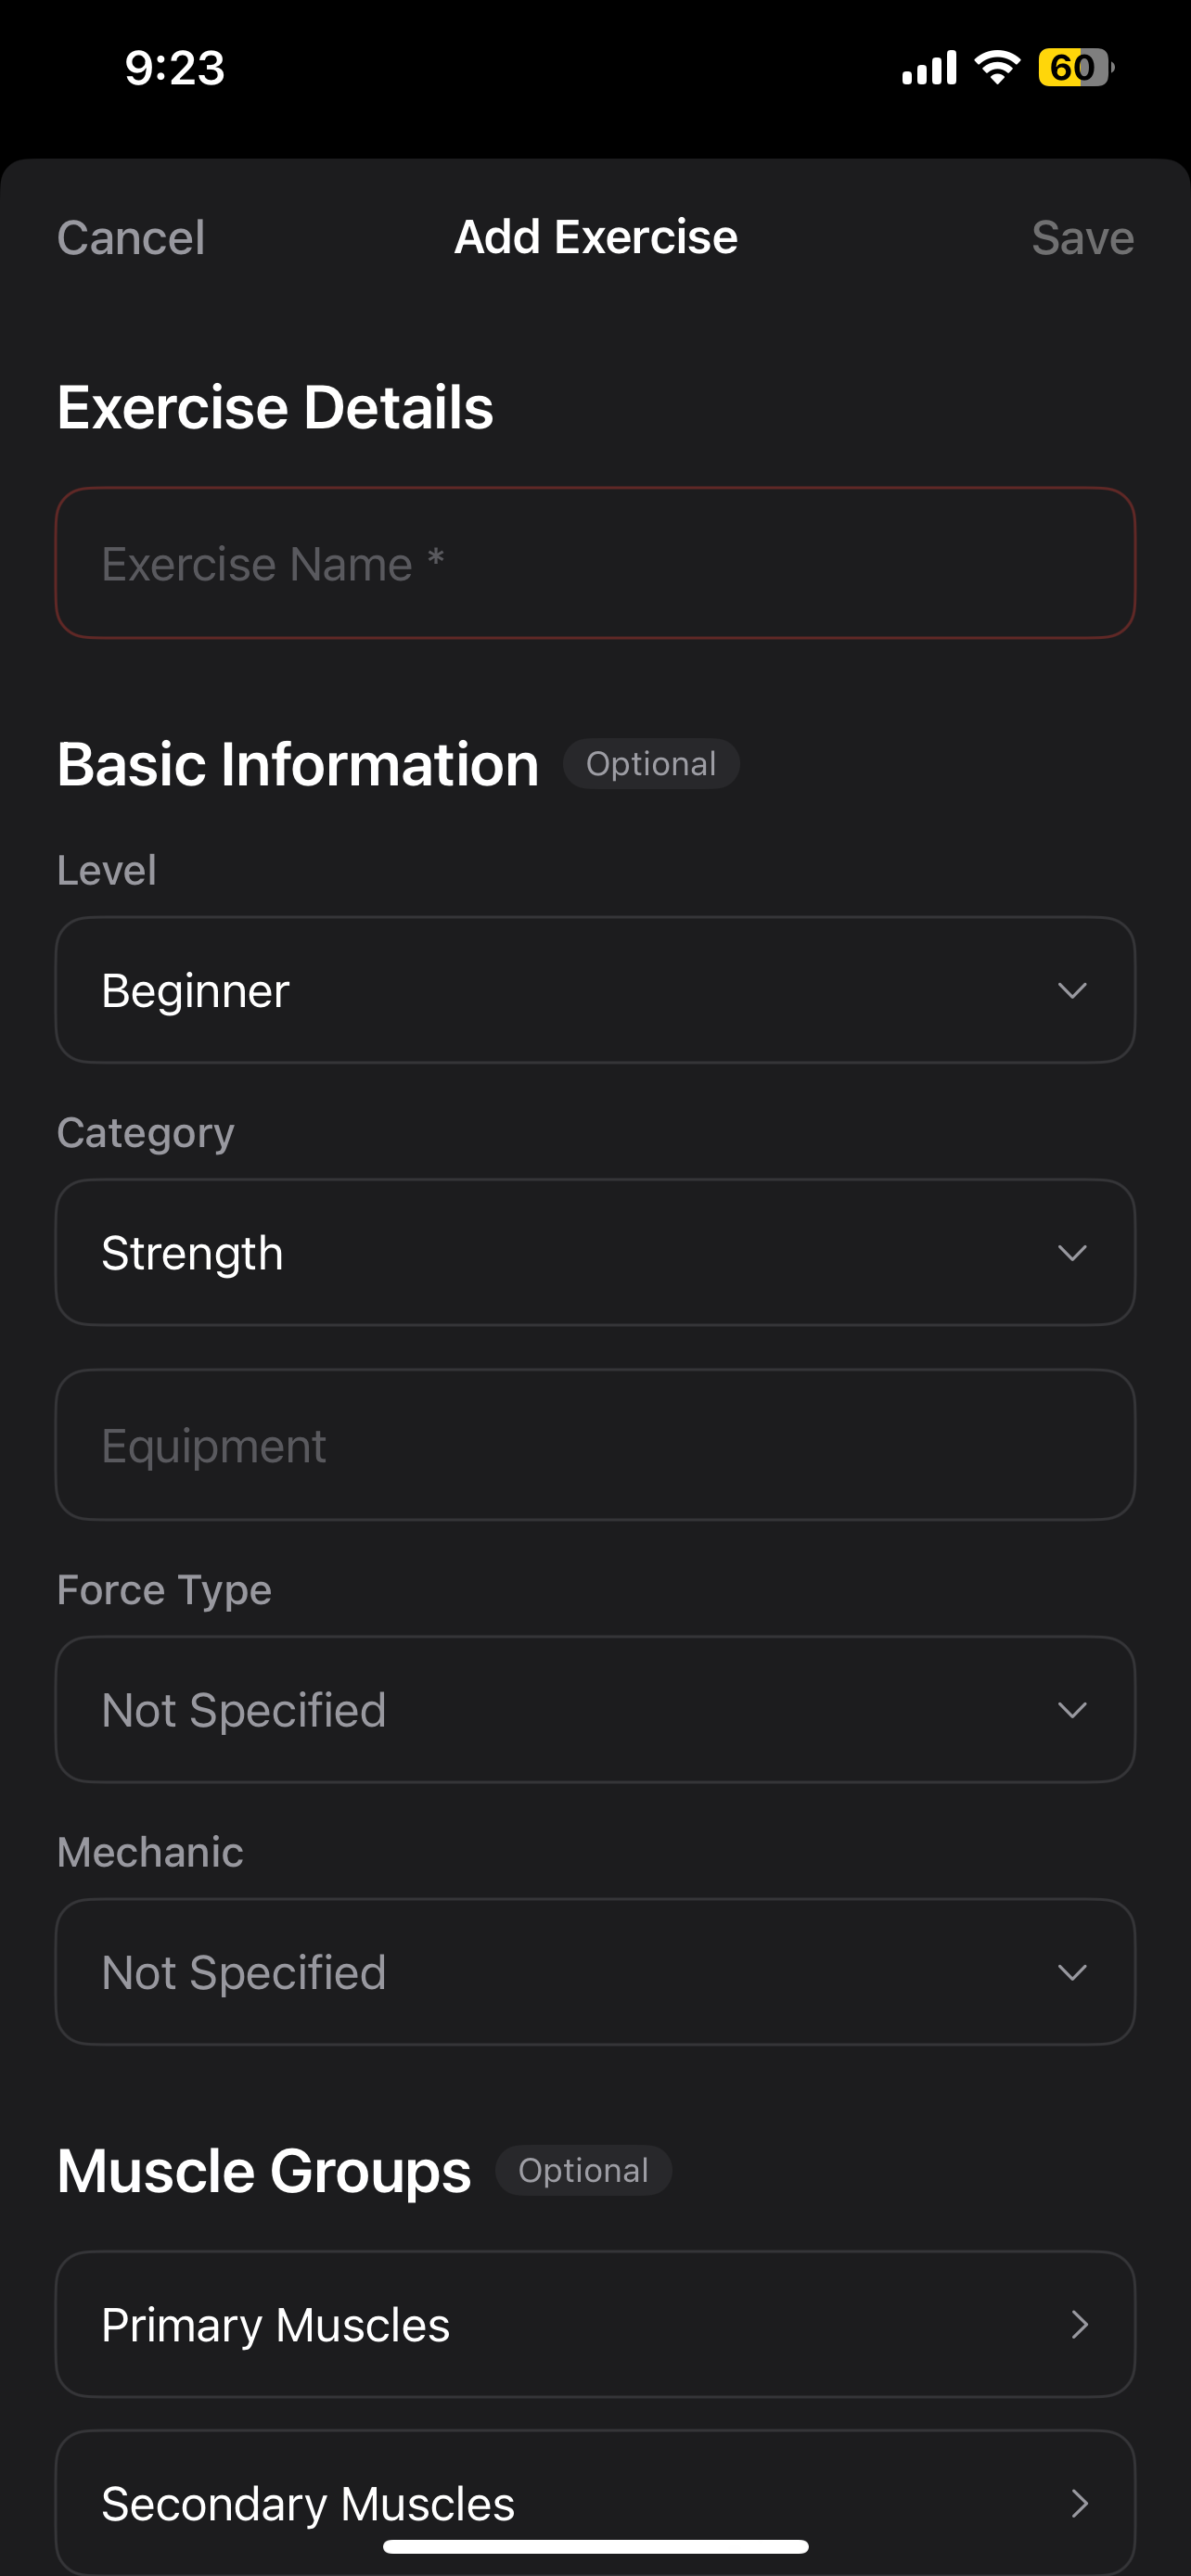 9:23
60
Cancel
Add Exercise
Save
Exercise Details
Exercise Name *
Basic Information
Optional
Level
Beginner
Category
Strength
Equipment
Force Type
Not Specified
Mechanic
Not Specified
Muscle Groups
Optional
Primary Muscles
Secondary Muscles